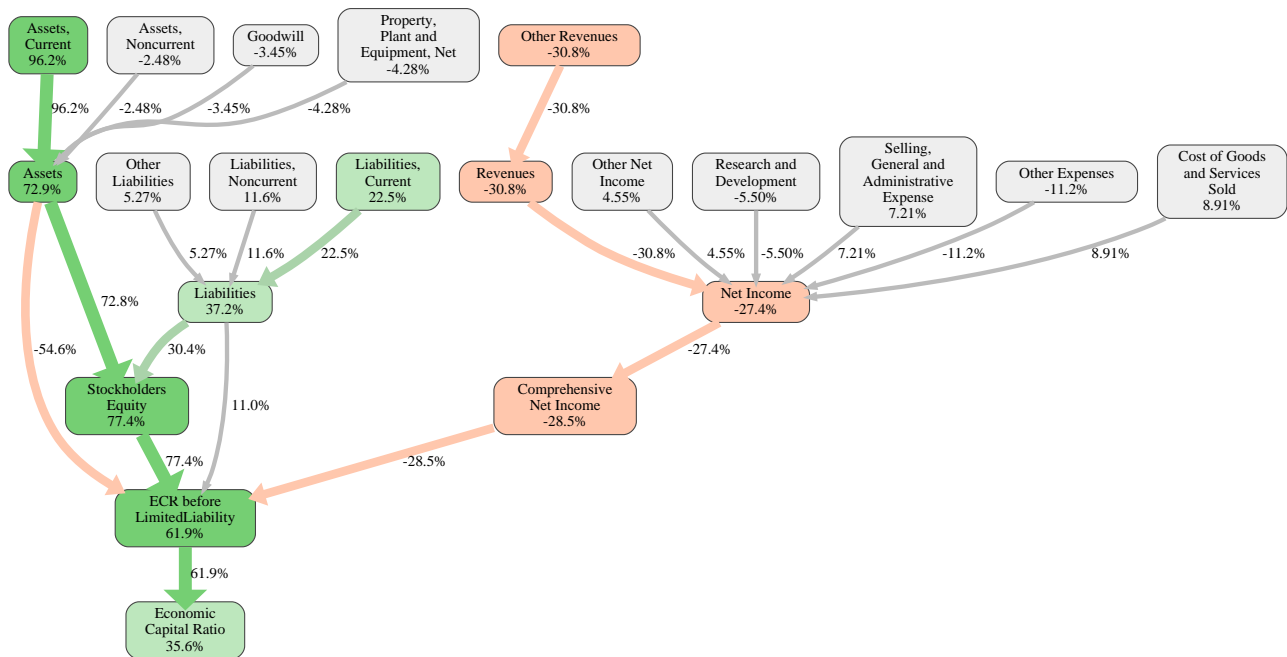 Assets,
Current
96.2%
Assets,
Noncurrent
-2.48%
Goodwill
-3.45%
Property,
Plant and
Equipment, Net
-4.28%
Other Revenues
-30.8%
96.2%
-2.48%
-3.45%
-4.28%
-30.8%
Assets
72.9%
Other
Liabilities
5.27%
Liabilities,
Noncurrent
11.6%
Liabilities,
Current
22.5%
Revenues
-30.8%
Other Net
Income
4.55%
Research and
Development
-5.50%
Selling,
General and
Administrative
Expense
7.21%
Other Expenses
-11.2%
Cost of Goods
and Services
Sold
8.91%
5.27%
11.6%
22.5%
-30.8%
4.55%
-5.50%
7.21%
-11.2%
8.91%
72.8%
Liabilities
37.2%
Net Income
-27.4%
-54.6%
30.4%
11.0%
-27.4%
Stockholders
Equity
77.4%
Comprehensive
Net Income
-28.5%
77.4%
-28.5%
ECR before
LimitedLiability
61.9%
61.9%
Economic
Capital Ratio
35.6%